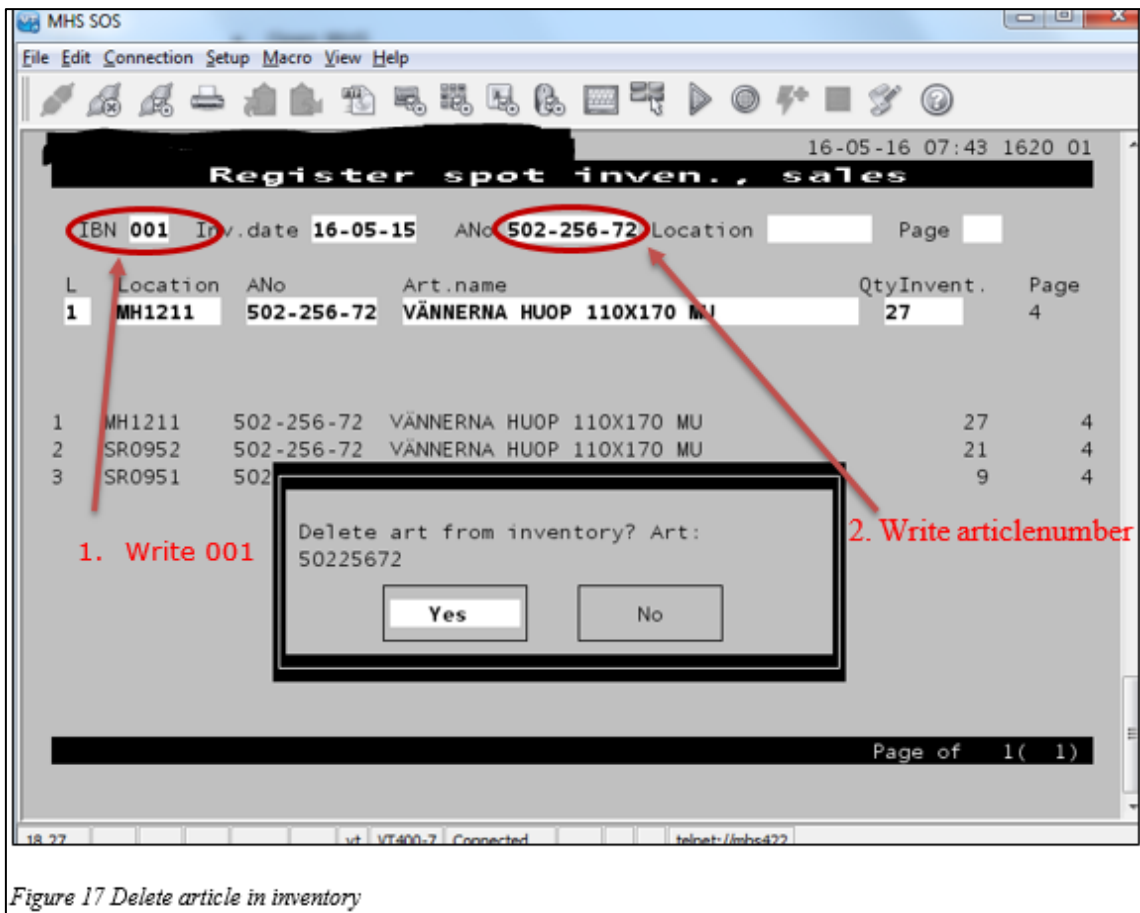 MHS SOS
File Edit Connection Setup Macro View Help
16-05-16 07:43 1620 01
Register spot inven., sales
IBN 001 Inv.date 16-05-15 ANo 502-256-72 Location Page
L Location ANo Art.name QtyInvent. Page
1 MH1211 502-256-72 VÄNNERNA HUOP 110X170 MU 27 4
1 MH1211 502-256-72 VÄNNERNA HUOP 110X170 MU 27 4
2 SR0952 502-256-72 VÄNNERNA HUOP 110X170 MU 21 4
3 SR0951 502 9 4
Delete art from inventory? Art:
50225672
Yes No
1. Write 001
2. Write articlenumber
Page of 1( 1)
18,27 vt VT400-7 Connected telnet://mhs422
Figure 17 Delete article in inventory